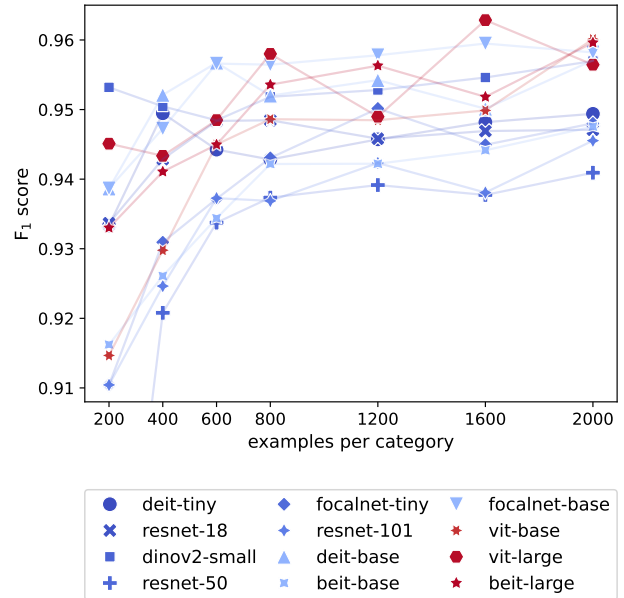 0.96
0.95
0.94
0.93
0.92
0.91
F1 score
200 400 600 800 1200 1600 2000
examples per category
deit-tiny focalnet-tiny focalnet-base
resnet-18 resnet-101 vit-base
dinov2-small deit-base vit-large
resnet-50 beit-base beit-large